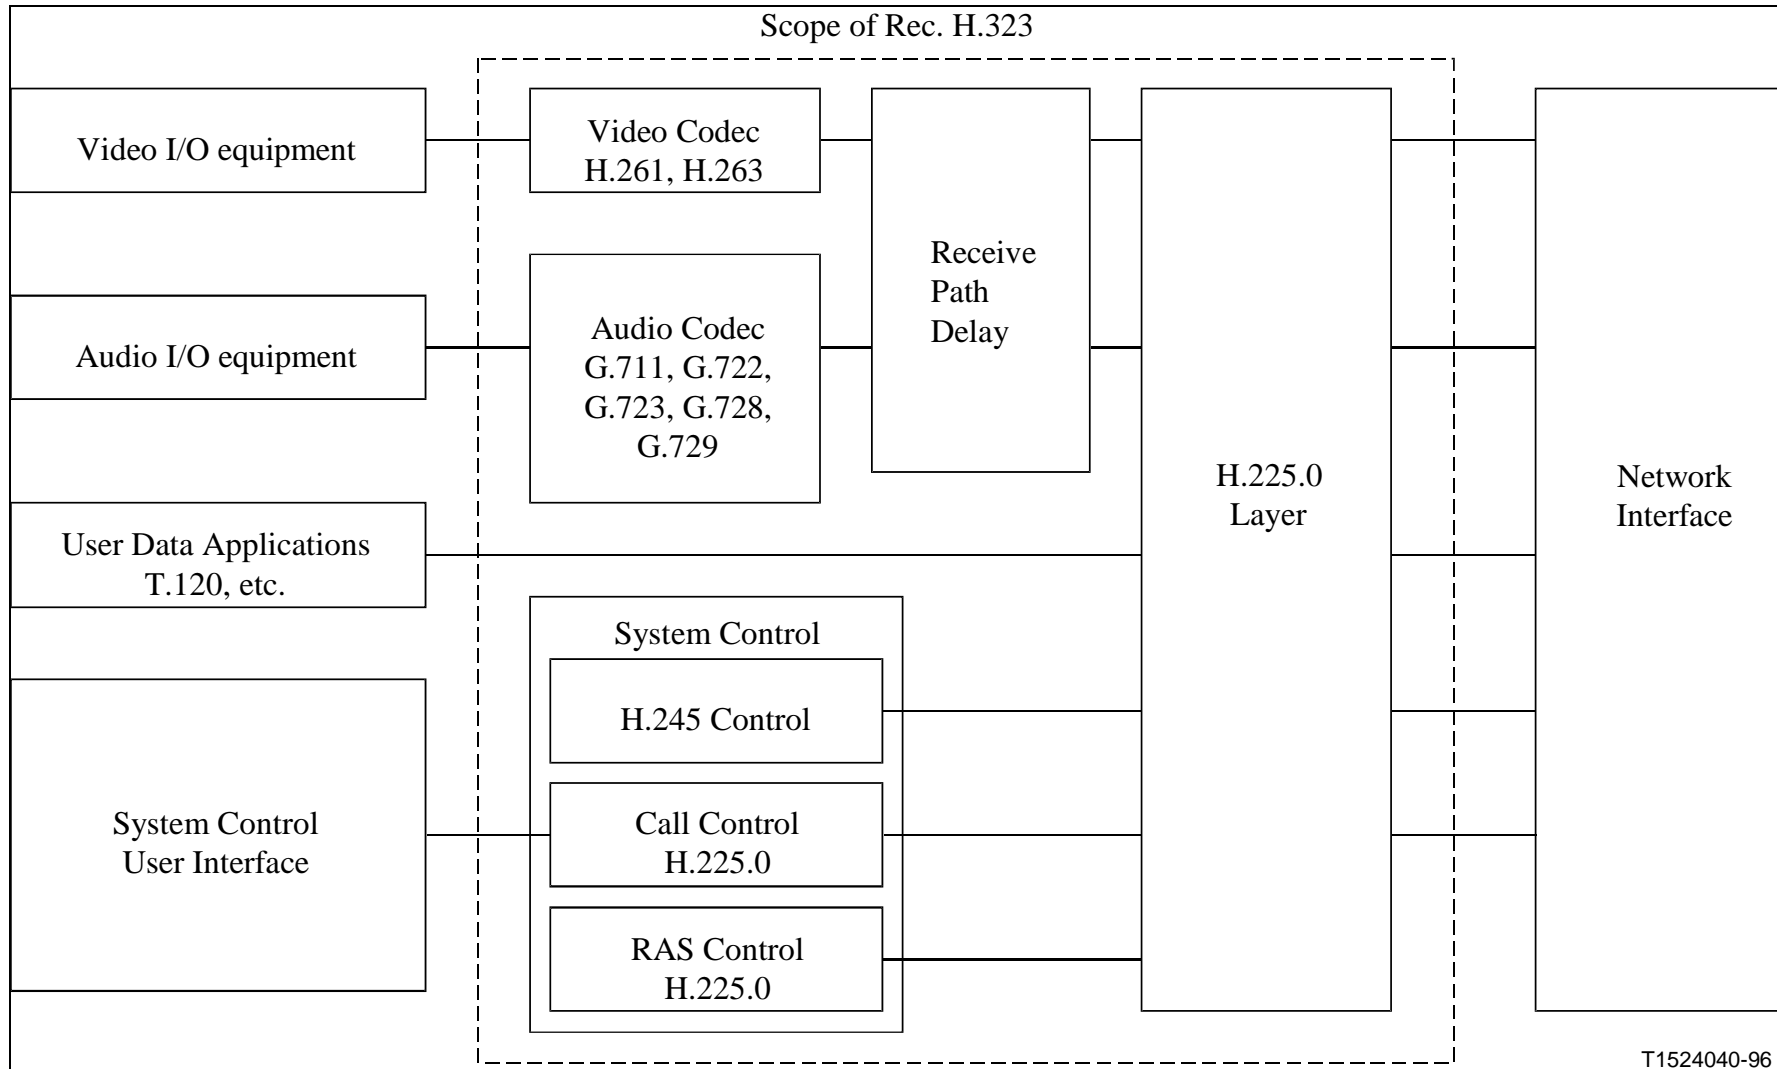 Scope of Rec. H.323
Video I/O equipment
Video Codec
H.261, H.263
Receive
Path
Delay
Audio I/O equipment
Audio Codec
G.711, G.722,
G.723, G.728,
G.729
H.225.0
Layer
Network
Interface
User Data Applications
T.120, etc.
System Control
H.245 Control
System Control
User Interface
Call Control
H.225.0
RAS Control
H.225.0
T1524040-96